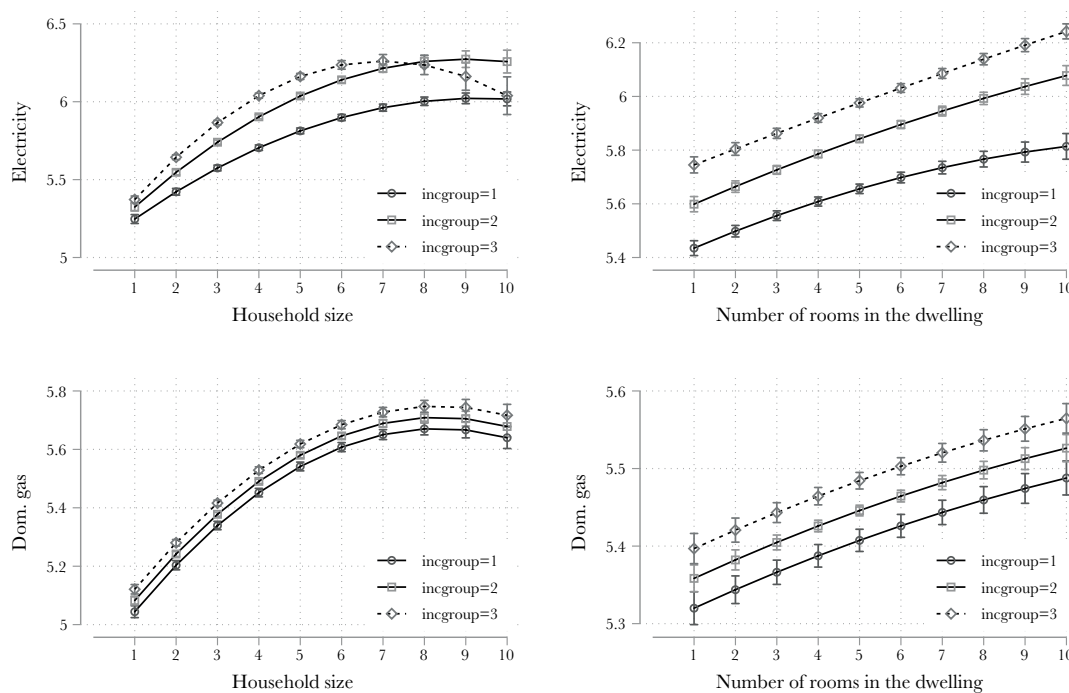 6.5
6
5.5
5
Electricity
incgroup=1
incgroup=2
incgroup=3
1 2 3 4 5 6 7 8 9 10
Household size
6.2
6
5.8
5.6
5.4
Electricity
incgroup=1
incgroup=2
incgroup=3
1 2 3 4 5 6 7 8 9 10
Number of rooms in the dwelling
5.8
5.6
5.4
5.2
5
Dom. gas
incgroup=1
incgroup=2
incgroup=3
1 2 3 4 5 6 7 8 9 10
Household size
5.6
5.5
5.4
5.3
Dom. gas
incgroup=1
incgroup=2
incgroup=3
1 2 3 4 5 6 7 8 9 10
Number of rooms in the dwelling